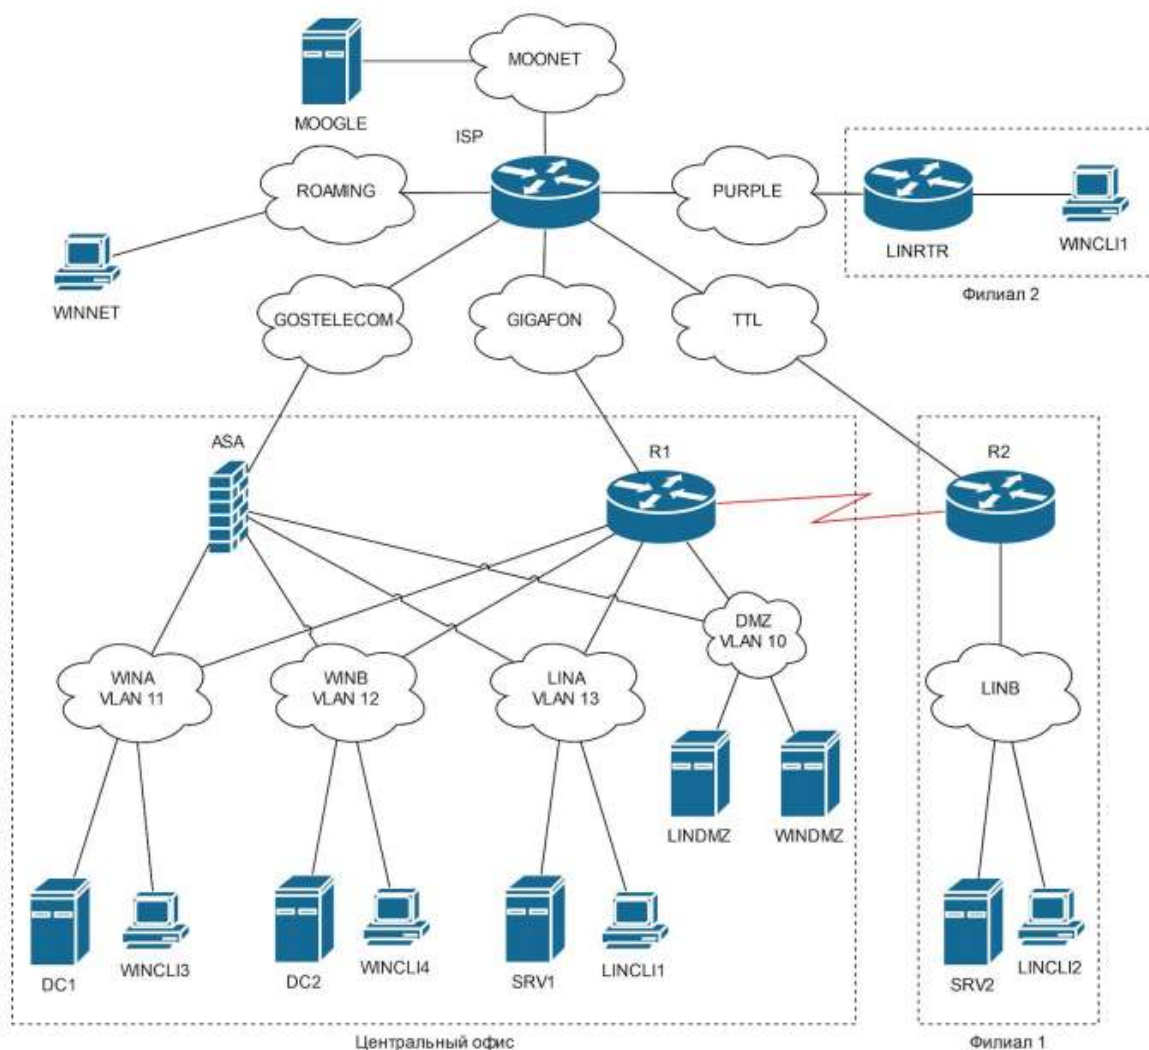 MOONET
MOOGLE
ISP
ROAMING
PURPLE
LINRTR
WINCLI1
WINNET
Филиал 2
GOSTELECOM
GIGAFON
TTL
ASA
R1
R2
DMZ
VLAN 10
WINA
VLAN 11
WINB
VLAN 12
LINA
VLAN 13
LINB
LINDMZ
WINDMZ
DC1
WINCLI3
DC2
WINCLI4
SRV1
LINCLI1
SRV2
LINCLI2
Центральный офис
Филиал 1